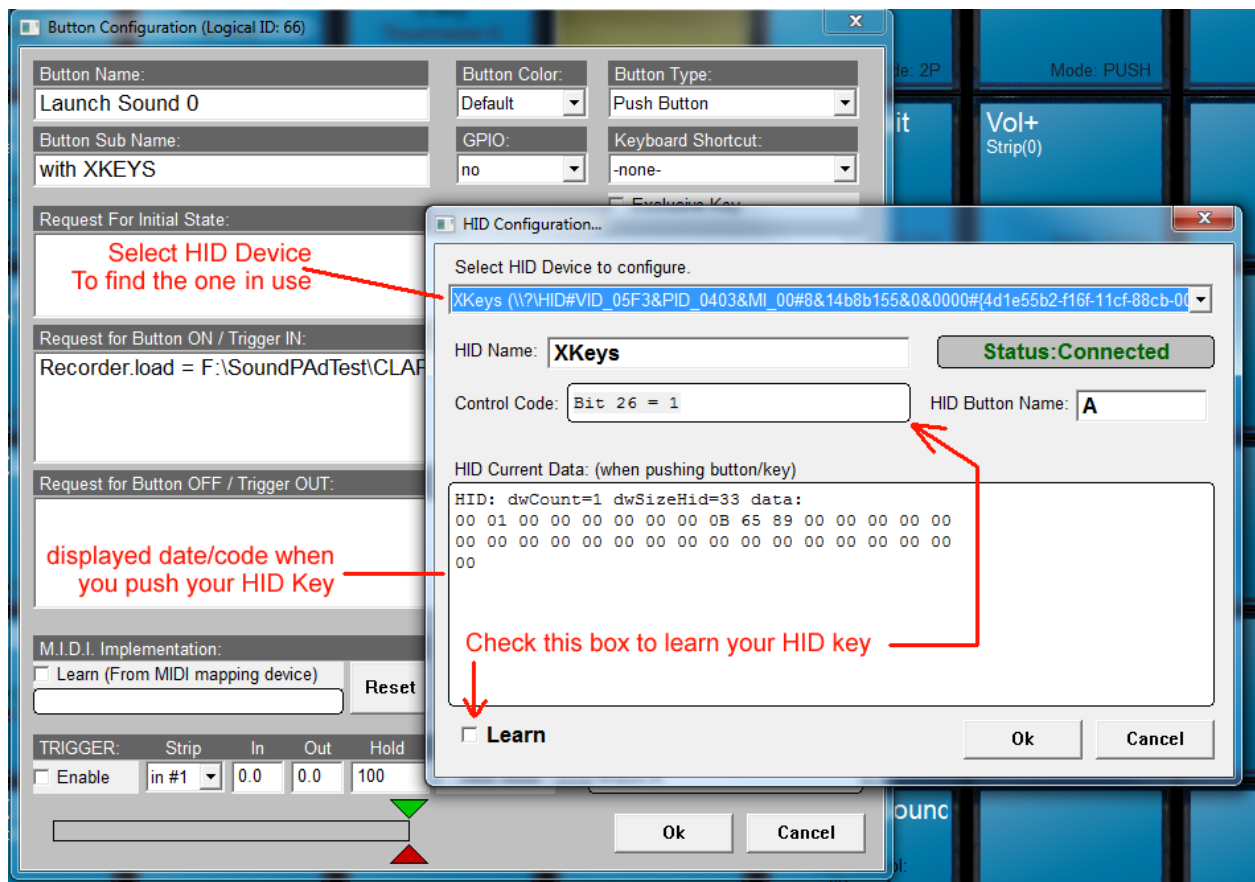 Button Configuration (Logical ID: 66)
Button Name:
Launch Sound 0
Button Color:
Default
Button Type:
Push Button
Button Sub Name:
with XKEYS
GPIO:
no
Keyboard Shortcut:
-none-
Exclusive Key
Request For Initial State:
Select HID Device
To find the one in use
Request for Button ON / Trigger IN:
Recorder.load = F:\SoundPAdTest\CLAP
Request for Button OFF / Trigger OUT:
displayed date/code when
you push your HID Key
M.I.D.I. Implementation:
Learn (From MIDI mapping device)
Reset
TRIGGER: Strip In Out Hold
Enable in #1 0.0 0.0 100
Ok Cancel
HID Configuration...
Select HID Device to configure.
XKeys (\\?\HID#VID_05F3&PID_0403&MI_00#8&14b8b155&0&0000#{4d1e55b2-f16f-11cf-88cb-00
HID Name: XKeys
Status:Connected
Control Code: Bit 26 = 1
HID Button Name: A
HID Current Data: (when pushing button/key)
HID: dwCount=1 dwSizeHid=33 data:
00 01 00 00 00 00 00 00 0B 65 89 00 00 00 00 00
00 00 00 00 00 00 00 00 00 00 00 00 00 00 00 00
00
Check this box to learn your HID key
Learn
Ok Cancel
de: 2P
Mode: PUSH
it
Vol+
Strip(0)
ound
ol: